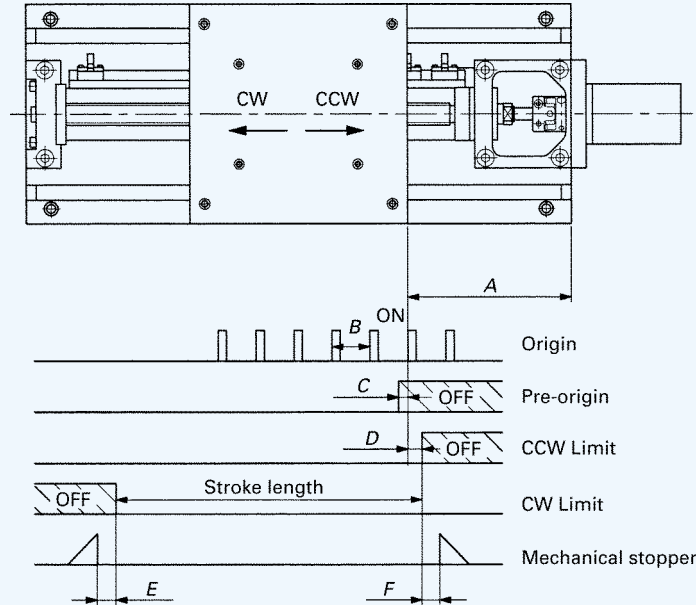 CW CCW
A
ON
B
Origin
C
OFF
Pre-origin
D
OFF
CCW Limit
OFF
Stroke length
CW Limit
Mechanical stopper
E
F